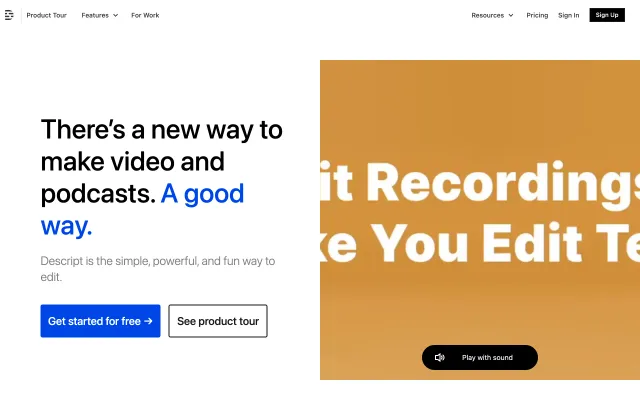 Product Tour
Features
For Work
Resources
Pricing
Sign In
Sign Up
There's a new way to
make video and
podcasts. A good
way.
Descript is the simple, powerful, and fun way to
edit.
Get started for free →
See product tour
it Recordings
ke You Edit Te
Play with sound